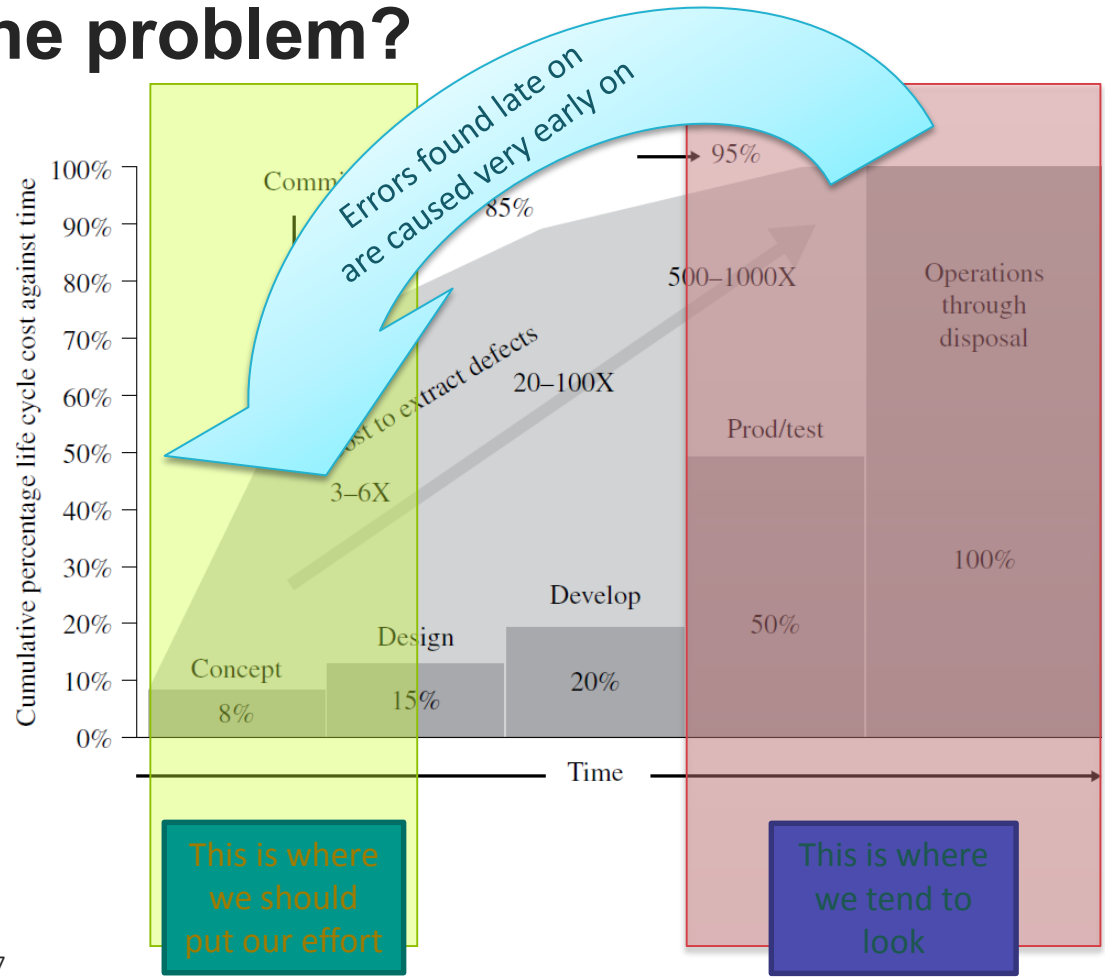 ne problem?
Errors found late on
are caused very early on
95%
Commi
85%
500–1000X
Operations
through
disposal
ost to extract defects
20–100X
Prod/test
3–6X
100%
Develop
50%
Design
20%
Concept
15%
8%
Cumulative percentage life cycle cost against time
100%
90%
80%
70%
60%
50%
40%
30%
20%
10%
0%
Time
This is where
we should
put our effort
This is where
we tend to
look
7